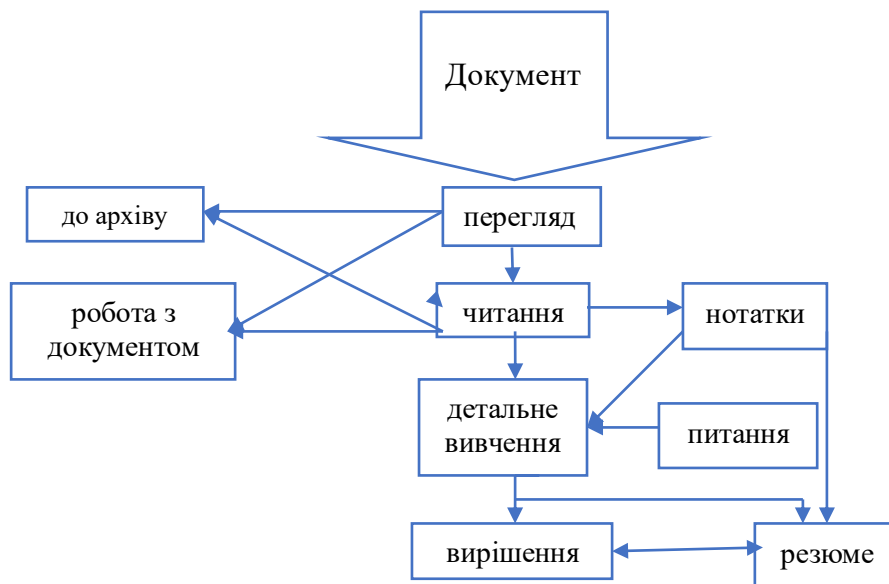 Документ
до архіву
перегляд
робота з
документом
читання
нотатки
детальне
вивчення
питання
вирішення
резюме